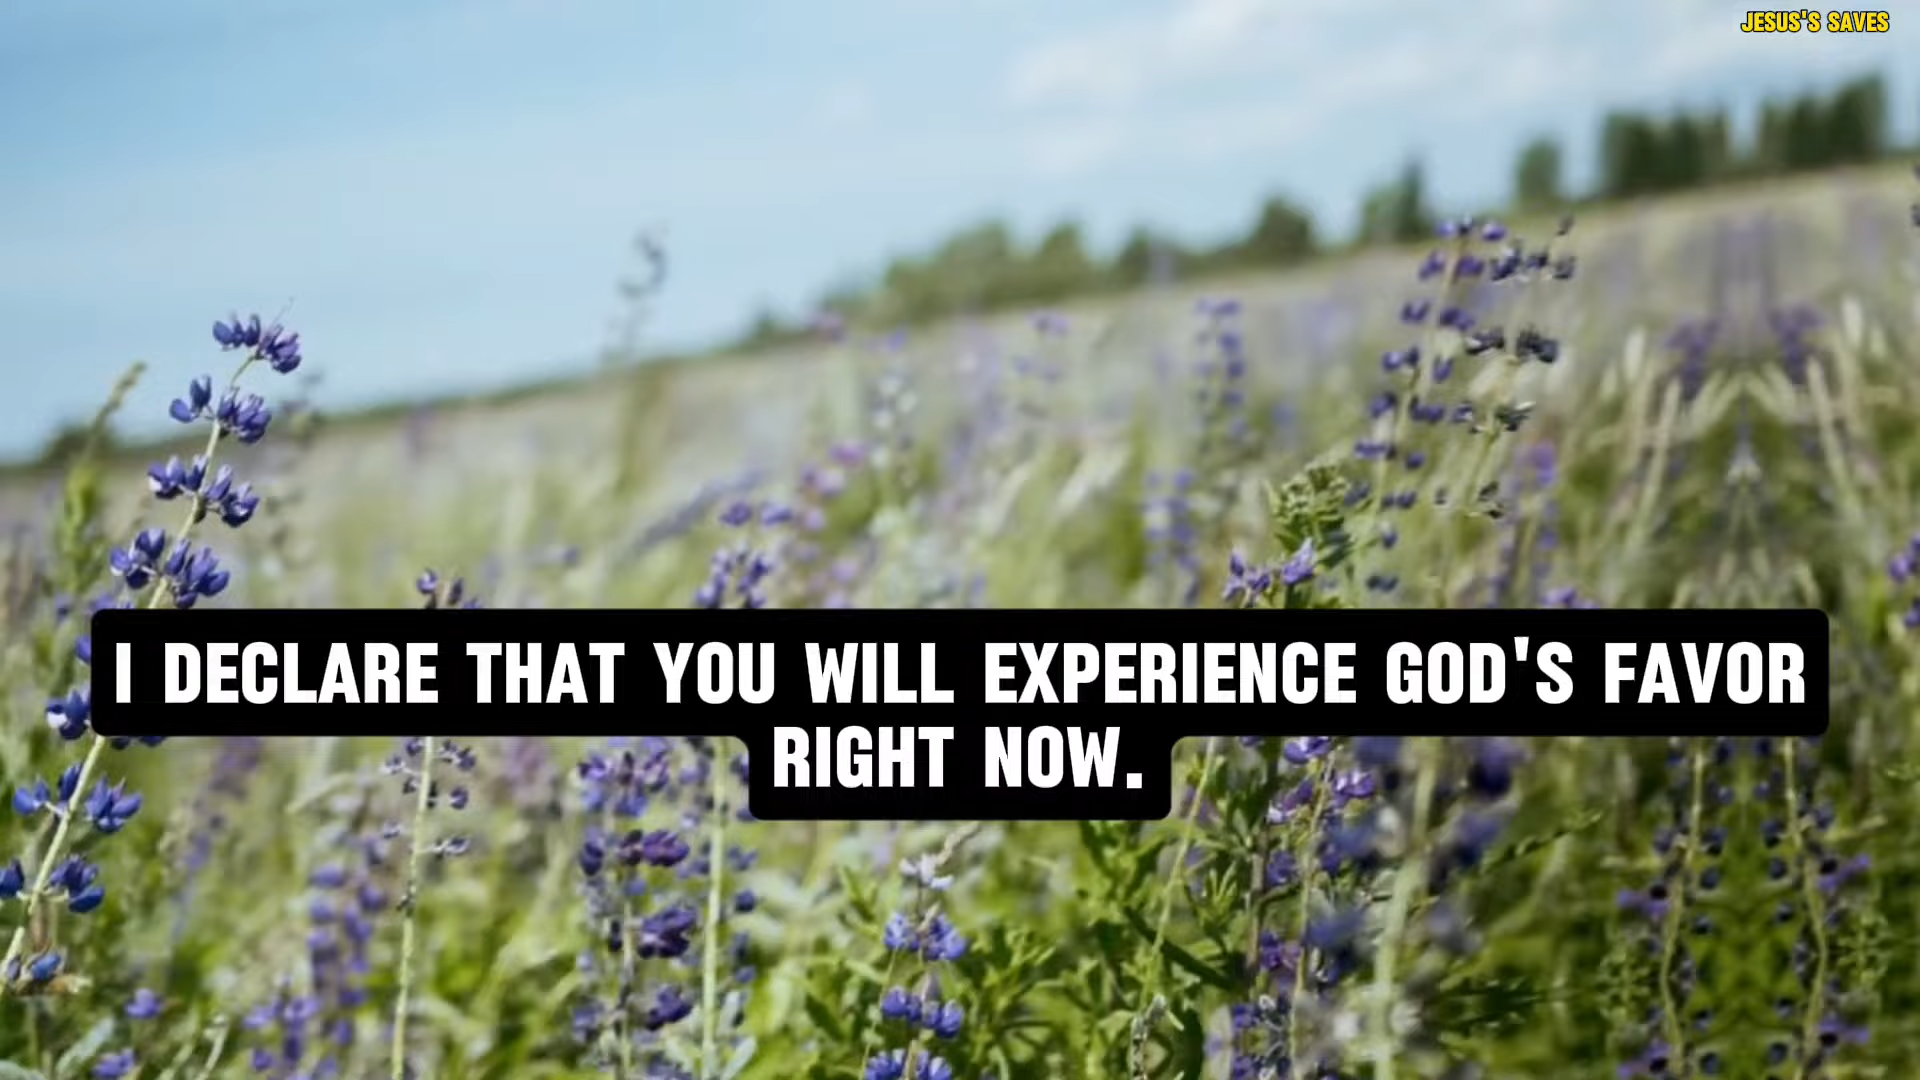 JESUS'S SAVES
I DECLARE THAT YOU WILL EXPERIENCE GOD'S FAVOR
RIGHT NOW.